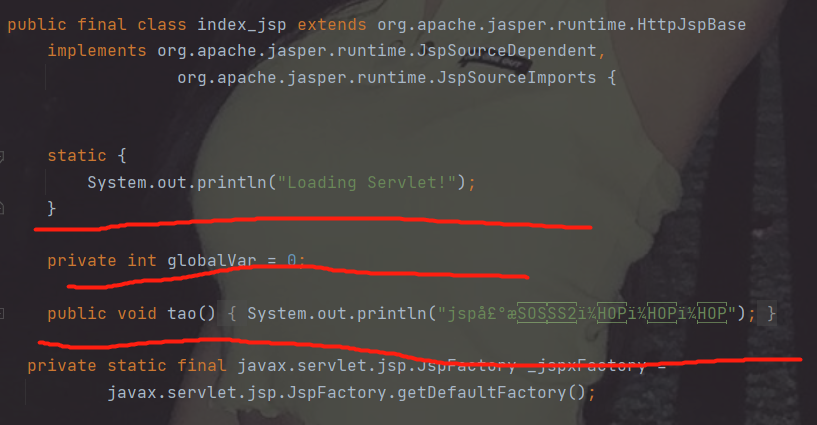 public final class index_jsp extends org.apache.jasper.runtime.HttpJspBase
implements org.apache.jasper.runtime.JspSourceDependent,
org.apache.jasper.runtime.JspSourceImports {
static {
System.out.println("Loading Servlet!");
}
private int globalVar = 0;
public void tao() { System.out.println("jspå£°æSOSSS2ï¼HOPï¼HOPï¼HOP"); }
private static final javax.servlet.jsp.JspFactory _jspxFactory =
javax.servlet.jsp.JspFactory.getDefaultFactory();